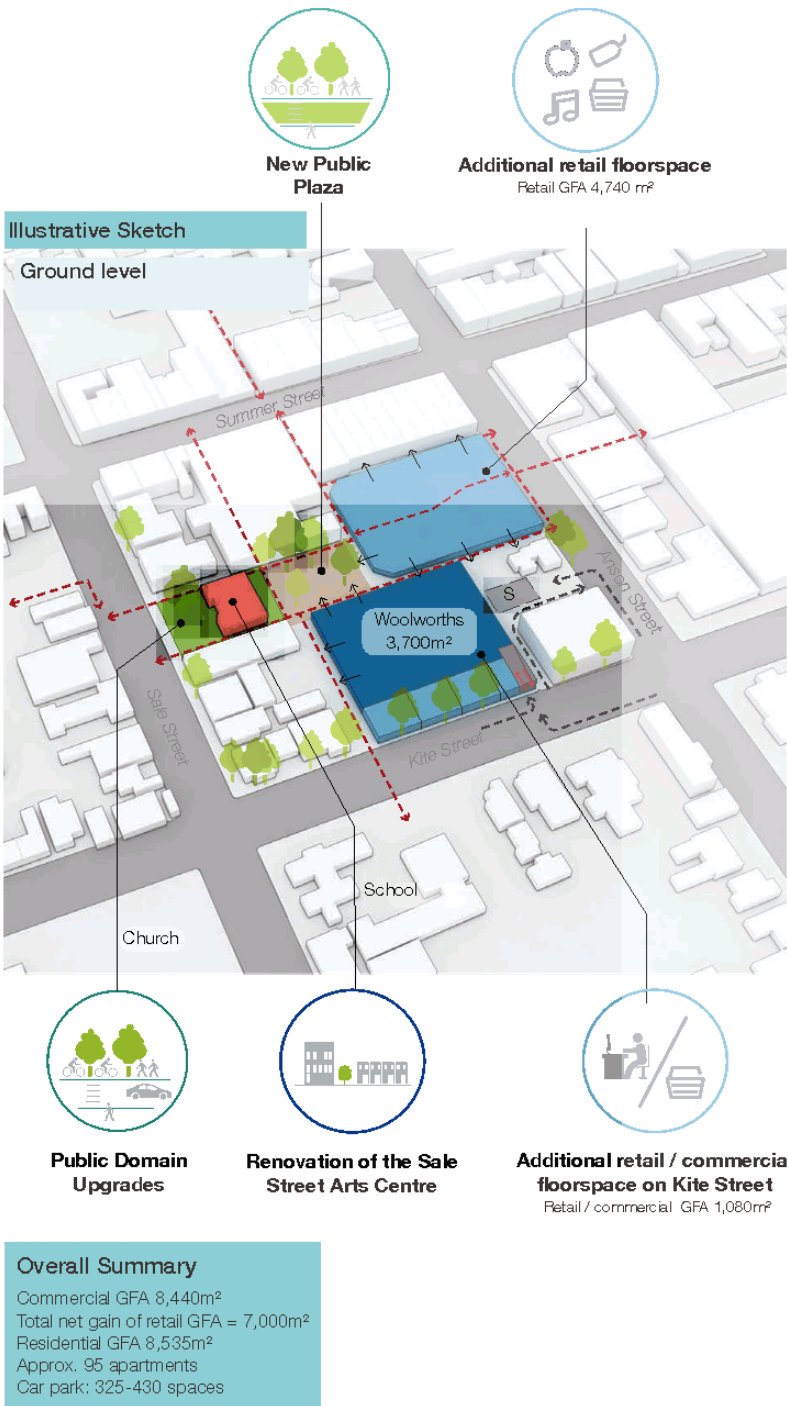 New Public
Plaza
Additional retail floorspace
Retail GFA 4,740 m²
Illustrative Sketch
Ground level
Summer Street
Anson Street
S
Woolworths
3,700m²
Sale Street
Kite Street
School
Church
Public Domain
Upgrades
Renovation of the Sale
Street Arts Centre
Additional retail / commercia
floorspace on Kite Street
Retail / commercial GFA 1,080m²
Overall Summary
Commercial GFA 8,440m²
Total net gain of retail GFA = 7,000m²
Residential GFA 8,535m²
Approx. 95 apartments
Car park: 325-430 spaces